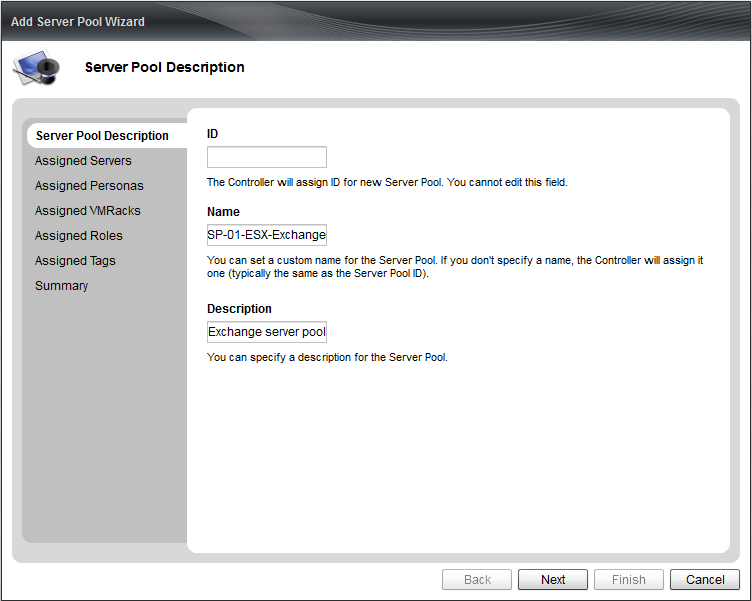 Add Server Pool Wizard
Server Pool Description
Server Pool Description
Assigned Servers
Assigned Personas
Assigned VMRacks
Assigned Roles
Assigned Tags
Summary
ID
The Controller will assign ID for new Server Pool. You cannot edit this field.
Name
SP-01-ESX-Exchange
You can set a custom name for the Server Pool. If you don't specify a name, the Controller will assign it
one (typically the same as the Server Pool ID).
Description
Exchange server pool
You can specify a description for the Server Pool.
Back
Next
Finish
Cancel